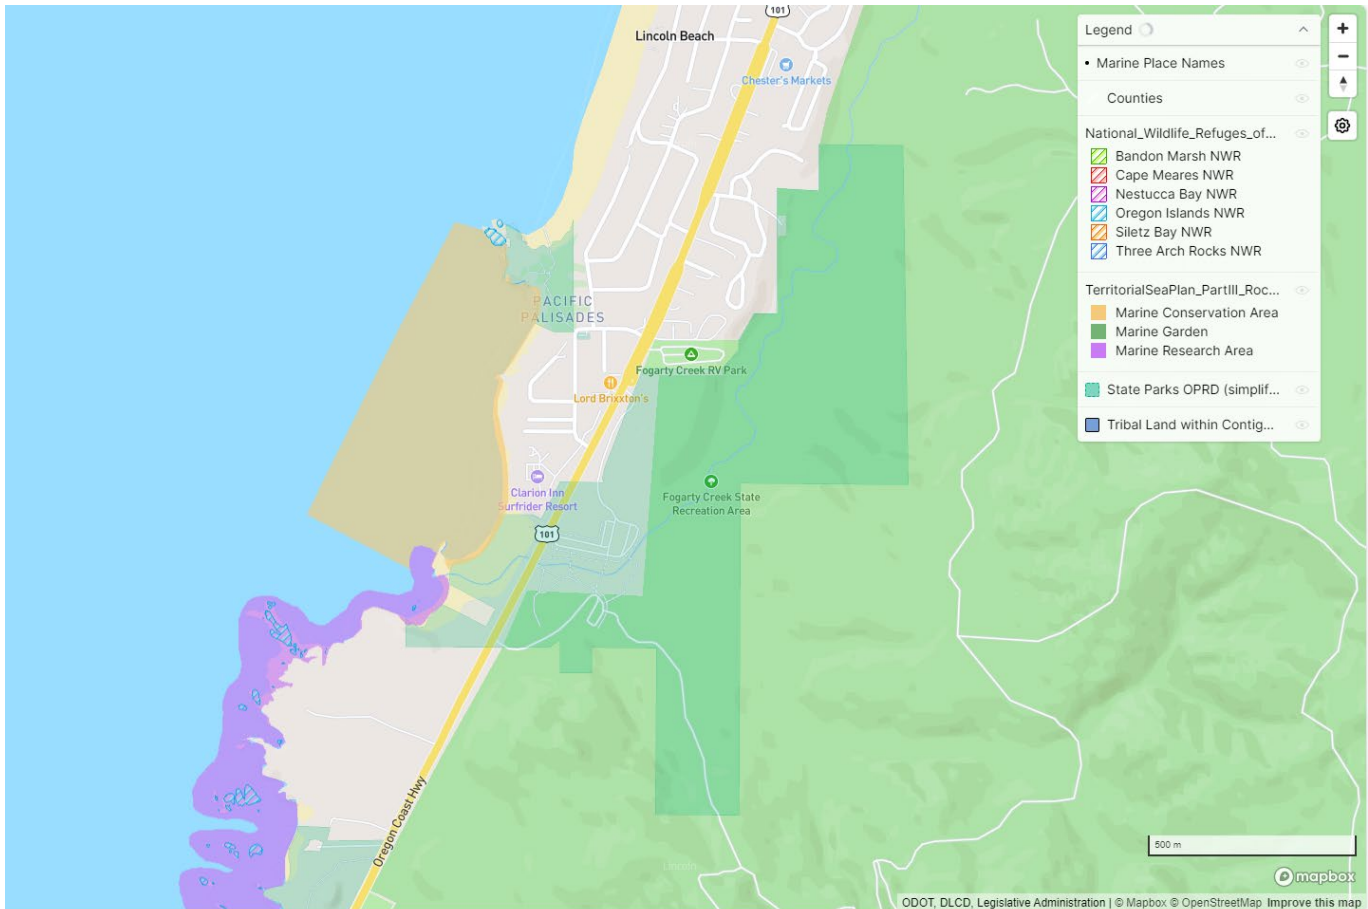 101
Lincoln Beach
Chester's Markets
PACIFIC
PALISADES
Fogarty Creek RV Park
Lord Brixxton's
Clarion Inn
Surfrider Resort
Fogarty Creek State
Recreation Area
101
Oregon Coast Hwy
Lincoln
Legend
Marine Place Names
Counties
National_Wildlife_Refuges_of...
Bandon Marsh NWR
Cape Meares NWR
Nestucca Bay NWR
Oregon Islands NWR
Siletz Bay NWR
Three Arch Rocks NWR
TerritorialSeaPlan_PartIII_Roc...
Marine Conservation Area
Marine Garden
Marine Research Area
State Parks OPRD (simplif...
Tribal Land within Contig...
500 m
mapbox
ODOT, DLCD, Legislative Administration | © Mapbox © OpenStreetMap Improve this map